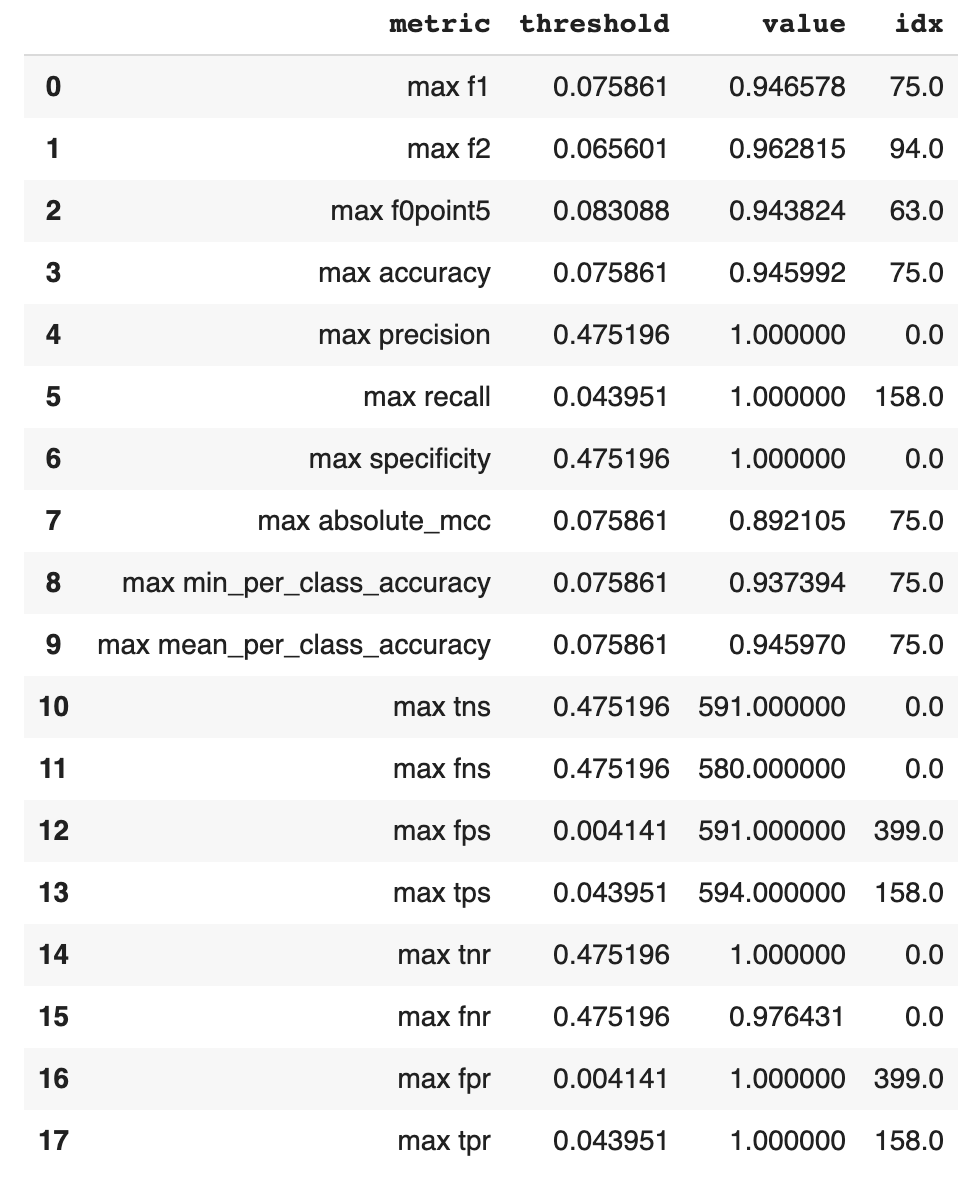 metric threshold value idx
0 max f1 0.075861 0.946578 75.0
1 max f2 0.065601 0.962815 94.0
2 max f0point5 0.083088 0.943824 63.0
3 max accuracy 0.075861 0.945992 75.0
4 max precision 0.475196 1.000000 0.0
5 max recall 0.043951 1.000000 158.0
6 max specificity 0.475196 1.000000 0.0
7 max absolute_mcc 0.075861 0.892105 75.0
8 max min_per_class_accuracy 0.075861 0.937394 75.0
9 max mean_per_class_accuracy 0.075861 0.945970 75.0
10 max tns 0.475196 591.000000 0.0
11 max fns 0.475196 580.000000 0.0
12 max fps 0.004141 591.000000 399.0
13 max tps 0.043951 594.000000 158.0
14 max tnr 0.475196 1.000000 0.0
15 max fnr 0.475196 0.976431 0.0
16 max fpr 0.004141 1.000000 399.0
17 max tpr 0.043951 1.000000 158.0